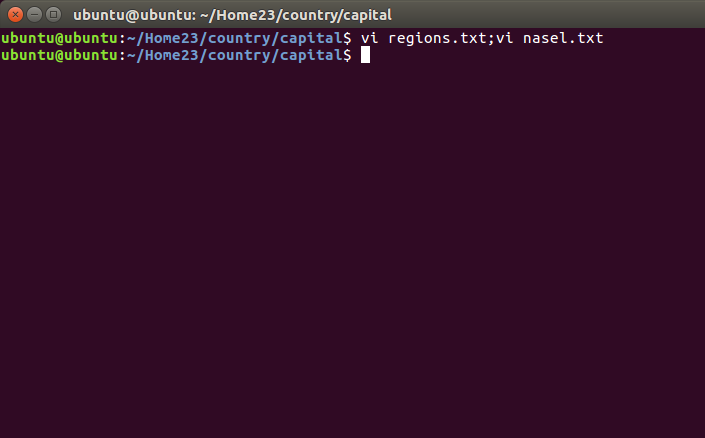 ubuntu@ubuntu: ~/Home23/country/capital
ubuntu@ubuntu:~/Home23/country/capital$ vi regions.txt;vi nasel.txt
ubuntu@ubuntu:~/Home23/country/capital$